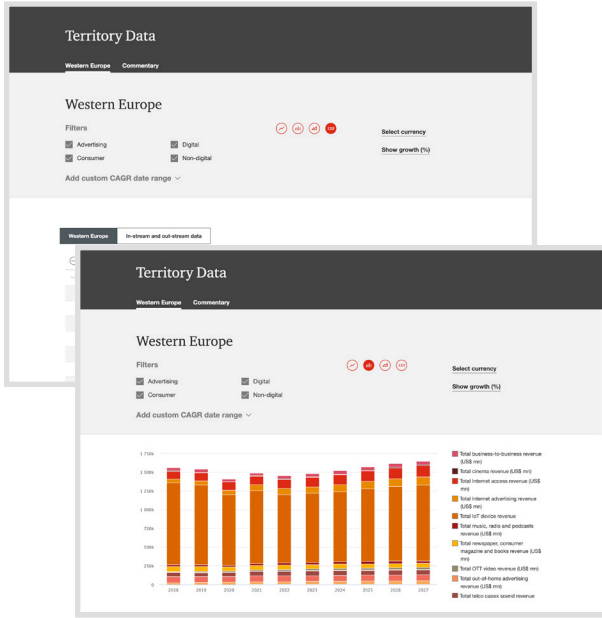 Territory Data
Western Europe Commentary
Western Europe
Filters
Advertising Digital
Consumer Non-digital
Select currency
Show growth (%)
Add custom CAGR date range
Western Europe In-stream and out-stream data
Territory Data
Western Europe Commentary
Western Europe
Filters
Advertising Digital
Consumer Non-digital
Select currency
Show growth (%)
Add custom CAGR date range
1 750k
1 500k
1 250k
1 000k
750k
500k
250k
0
2018 2019 2020 2021 2022 2023 2024 2025 2026 2027
Total business-to-business revenue
(US$ mn)
Total cinema revenue (US$ mn)
Total internet access revenue (US$
mn)
Total internet advertising revenue
(US$ mn)
Total IoT device revenue
Total music, radio and podcasts
revenue (US$ mn)
Total newspaper, consumer
magazine and books revenue (US$
mn)
Total OTT video revenue (US$ mn)
Total out-of-home advertising
revenue (US$ mn)
Total telco capex spend revenue